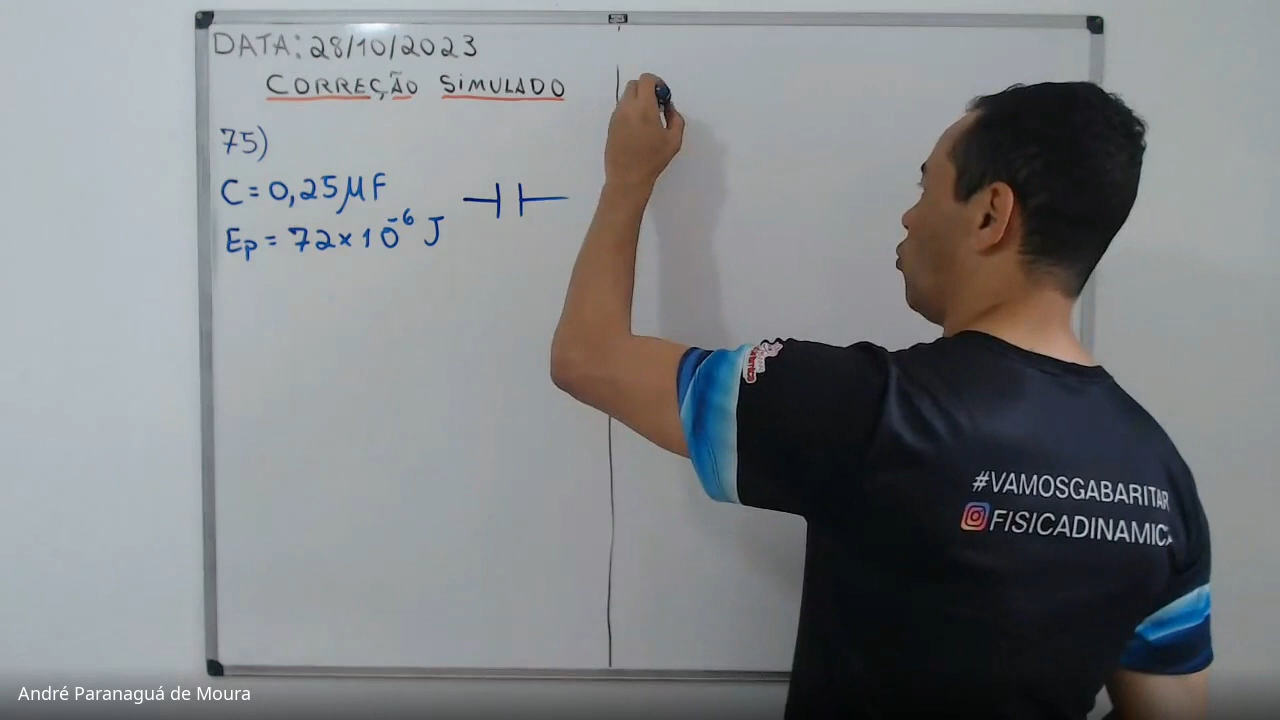 DATA: 28/10/2023
CORREÇÃO SIMULADO
75)
C = 0,25 μF
Ep = 72 × 10⁻⁶ J
#VAMOSGABARITAR
FISICADINAMICA
André Paranaguá de Moura